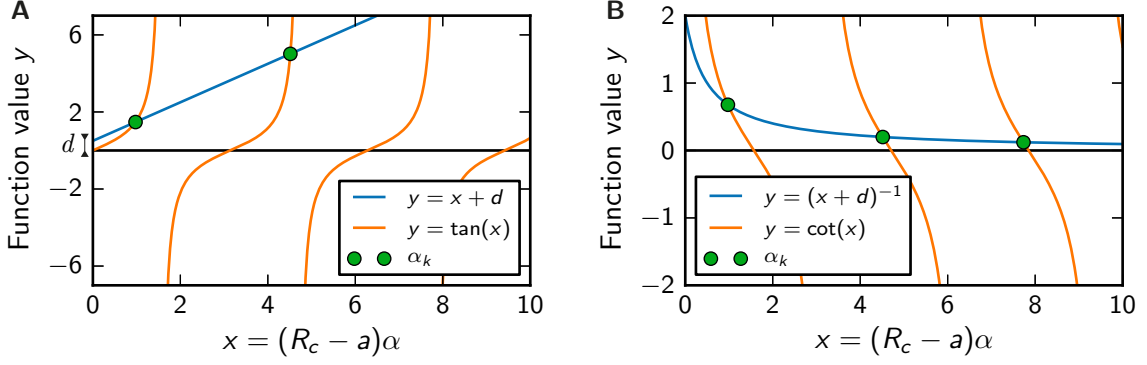 A
Function value y
6
2
d
−2
−6
0
2
4
6
8
10
x = (R_c − a)α
y = x + d
y = tan(x)
α_k
B
Function value y
2
1
0
−1
−2
0
2
4
6
8
10
x = (R_c − a)α
y = (x + d)^{−1}
y = cot(x)
α_k